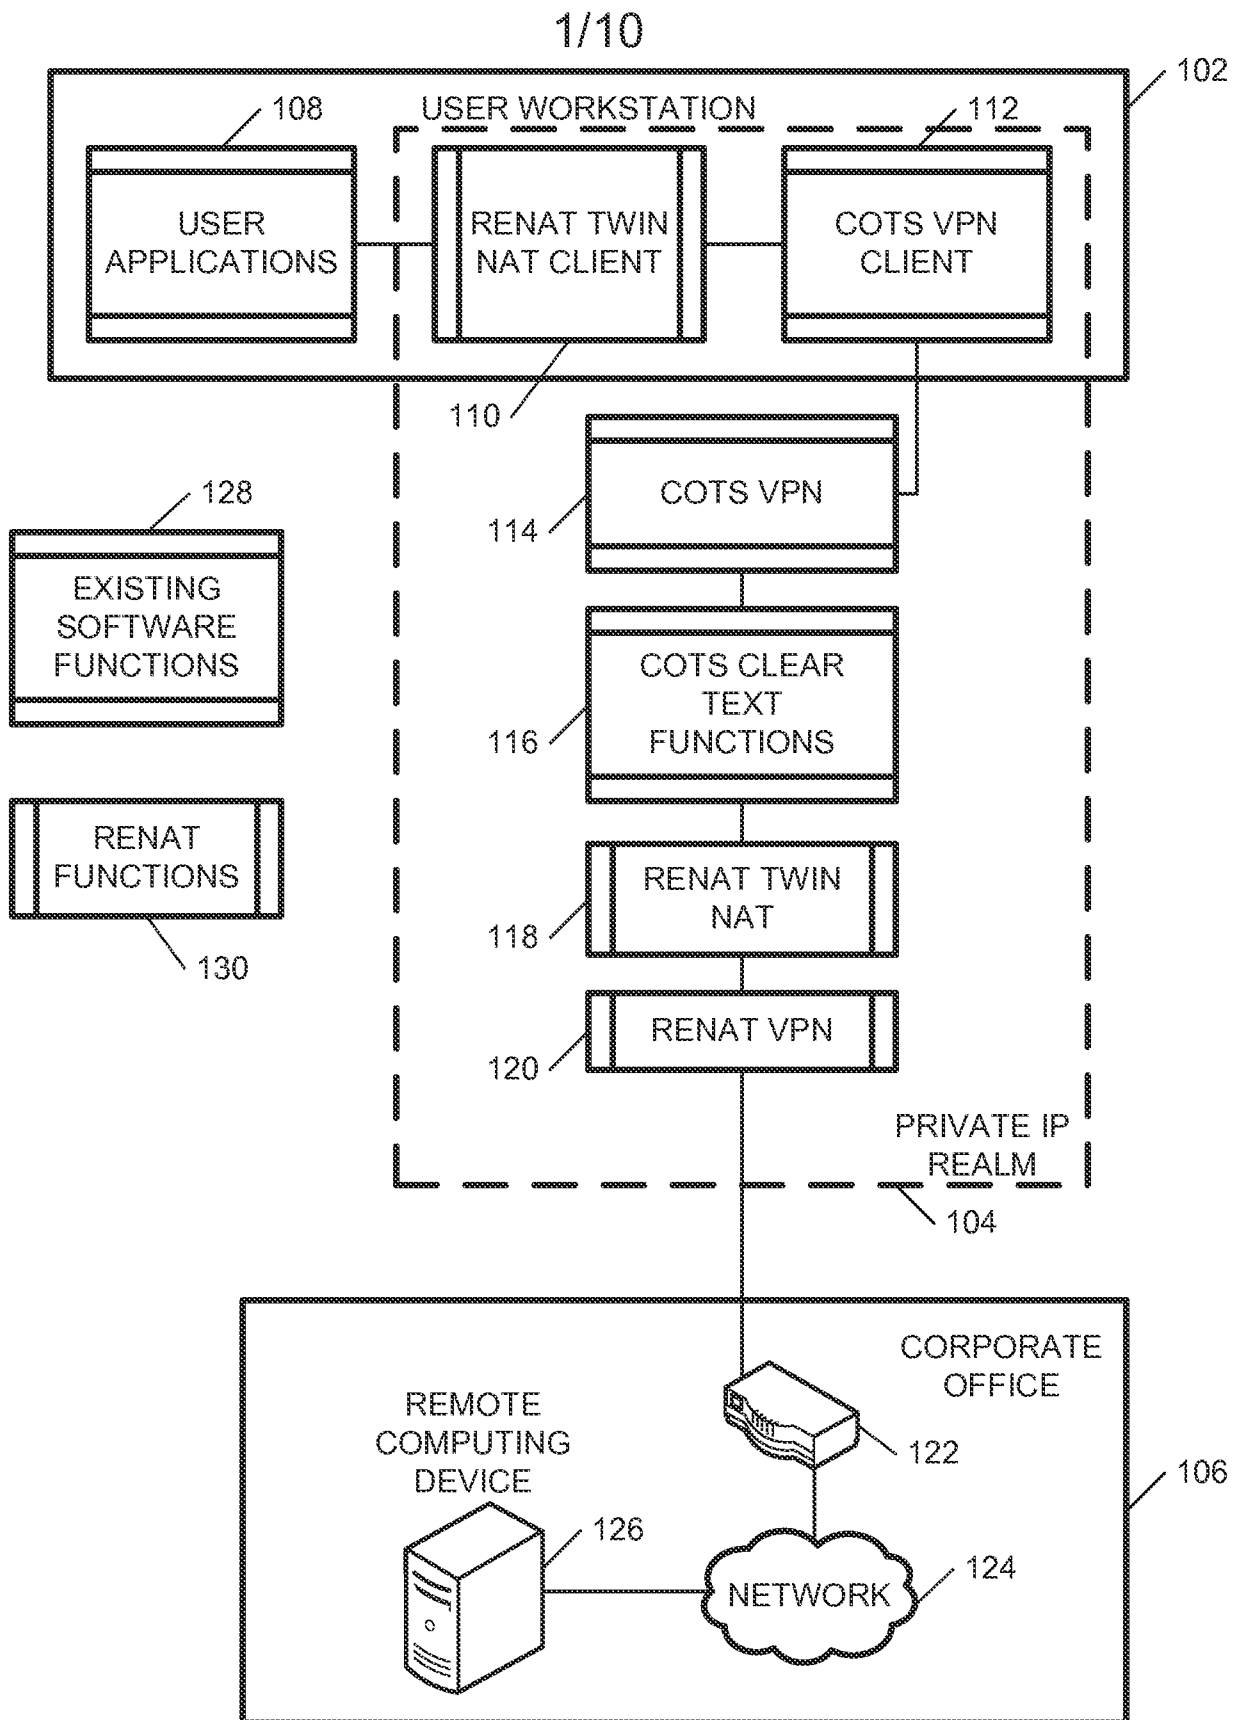 1/10
102
USER WORKSTATION
108
112
USER
APPLICATIONS
RENAT TWIN
NAT CLIENT
COTS VPN
CLIENT
110
COTS VPN
114
128
EXISTING
SOFTWARE
FUNCTIONS
COTS CLEAR
TEXT
FUNCTIONS
116
RENAT
FUNCTIONS
130
RENAT TWIN
NAT
118
RENAT VPN
120
PRIVATE IP
REALM
104
CORPORATE
OFFICE
REMOTE
COMPUTING
DEVICE
122
106
126
NETWORK
124